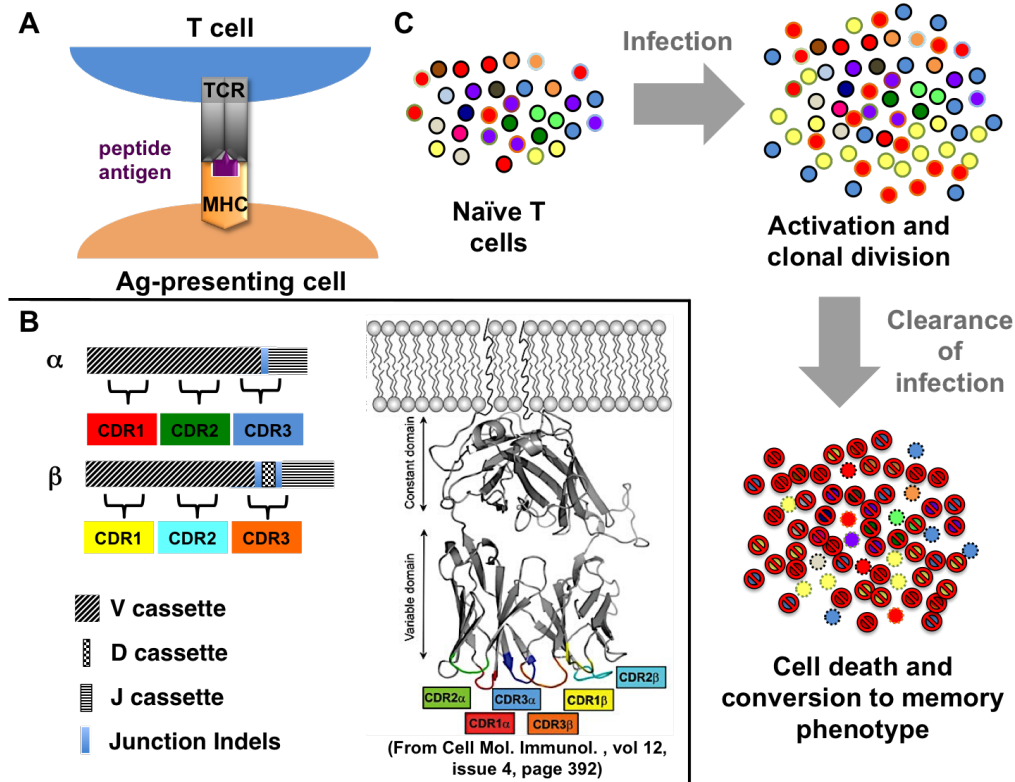 A
T cell
TCR
peptide
antigen
MHC
Ag-presenting cell
B
α
CDR1 CDR2 CDR3
β
CDR1 CDR2 CDR3
V cassette
D cassette
J cassette
Junction Indels
Constant domain
Variable domain
CDR2α
CDR1α
CDR3α
CDR3β
CDR1β
CDR2β
(From Cell Mol. Immunol. , vol 12,
issue 4, page 392)
C
Infection
Naïve T
cells
Activation and
clonal division
Clearance
of
infection
Cell death and
conversion to memory
phenotype